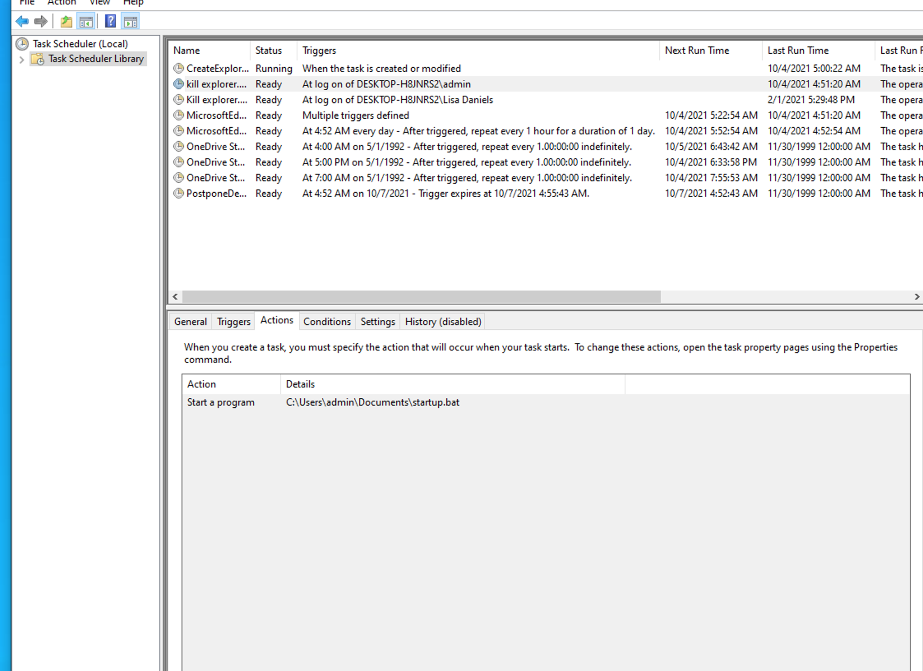 File Action View Help
Task Scheduler (Local)
Task Scheduler Library
Name Status Triggers Next Run Time Last Run Time Last Run R
CreateExplor... Running When the task is created or modified 10/4/2021 5:00:22 AM The task is
kill explorer.... Ready At log on of DESKTOP-H8JNRS2\admin 10/4/2021 4:51:20 AM The opera
Kill explorer.... Ready At log on of DESKTOP-H8JNRS2\Lisa Daniels 2/1/2021 5:29:48 PM The opera
MicrosoftEd... Ready Multiple triggers defined 10/4/2021 5:22:54 AM 10/4/2021 4:51:20 AM The opera
MicrosoftEd... Ready At 4:52 AM every day - After triggered, repeat every 1 hour for a duration of 1 day. 10/4/2021 5:52:54 AM 10/4/2021 4:52:54 AM The opera
OneDrive St... Ready At 4:00 AM on 5/1/1992 - After triggered, repeat every 1.00:00:00 indefinitely. 10/5/2021 6:43:42 AM 11/30/1999 12:00:00 AM The task h
OneDrive St... Ready At 5:00 PM on 5/1/1992 - After triggered, repeat every 1.00:00:00 indefinitely. 10/4/2021 6:33:58 PM 11/30/1999 12:00:00 AM The task h
OneDrive St... Ready At 7:00 AM on 5/1/1992 - After triggered, repeat every 1.00:00:00 indefinitely. 10/4/2021 7:55:53 AM 11/30/1999 12:00:00 AM The task h
PostponeDe... Ready At 4:52 AM on 10/7/2021 - Trigger expires at 10/7/2021 4:55:43 AM. 10/7/2021 4:52:43 AM 11/30/1999 12:00:00 AM The task h
General Triggers Actions Conditions Settings History (disabled)
When you create a task, you must specify the action that will occur when your task starts. To change these actions, open the task property pages using the Properties
command.
Action Details
Start a program C:\Users\admin\Documents\startup.bat